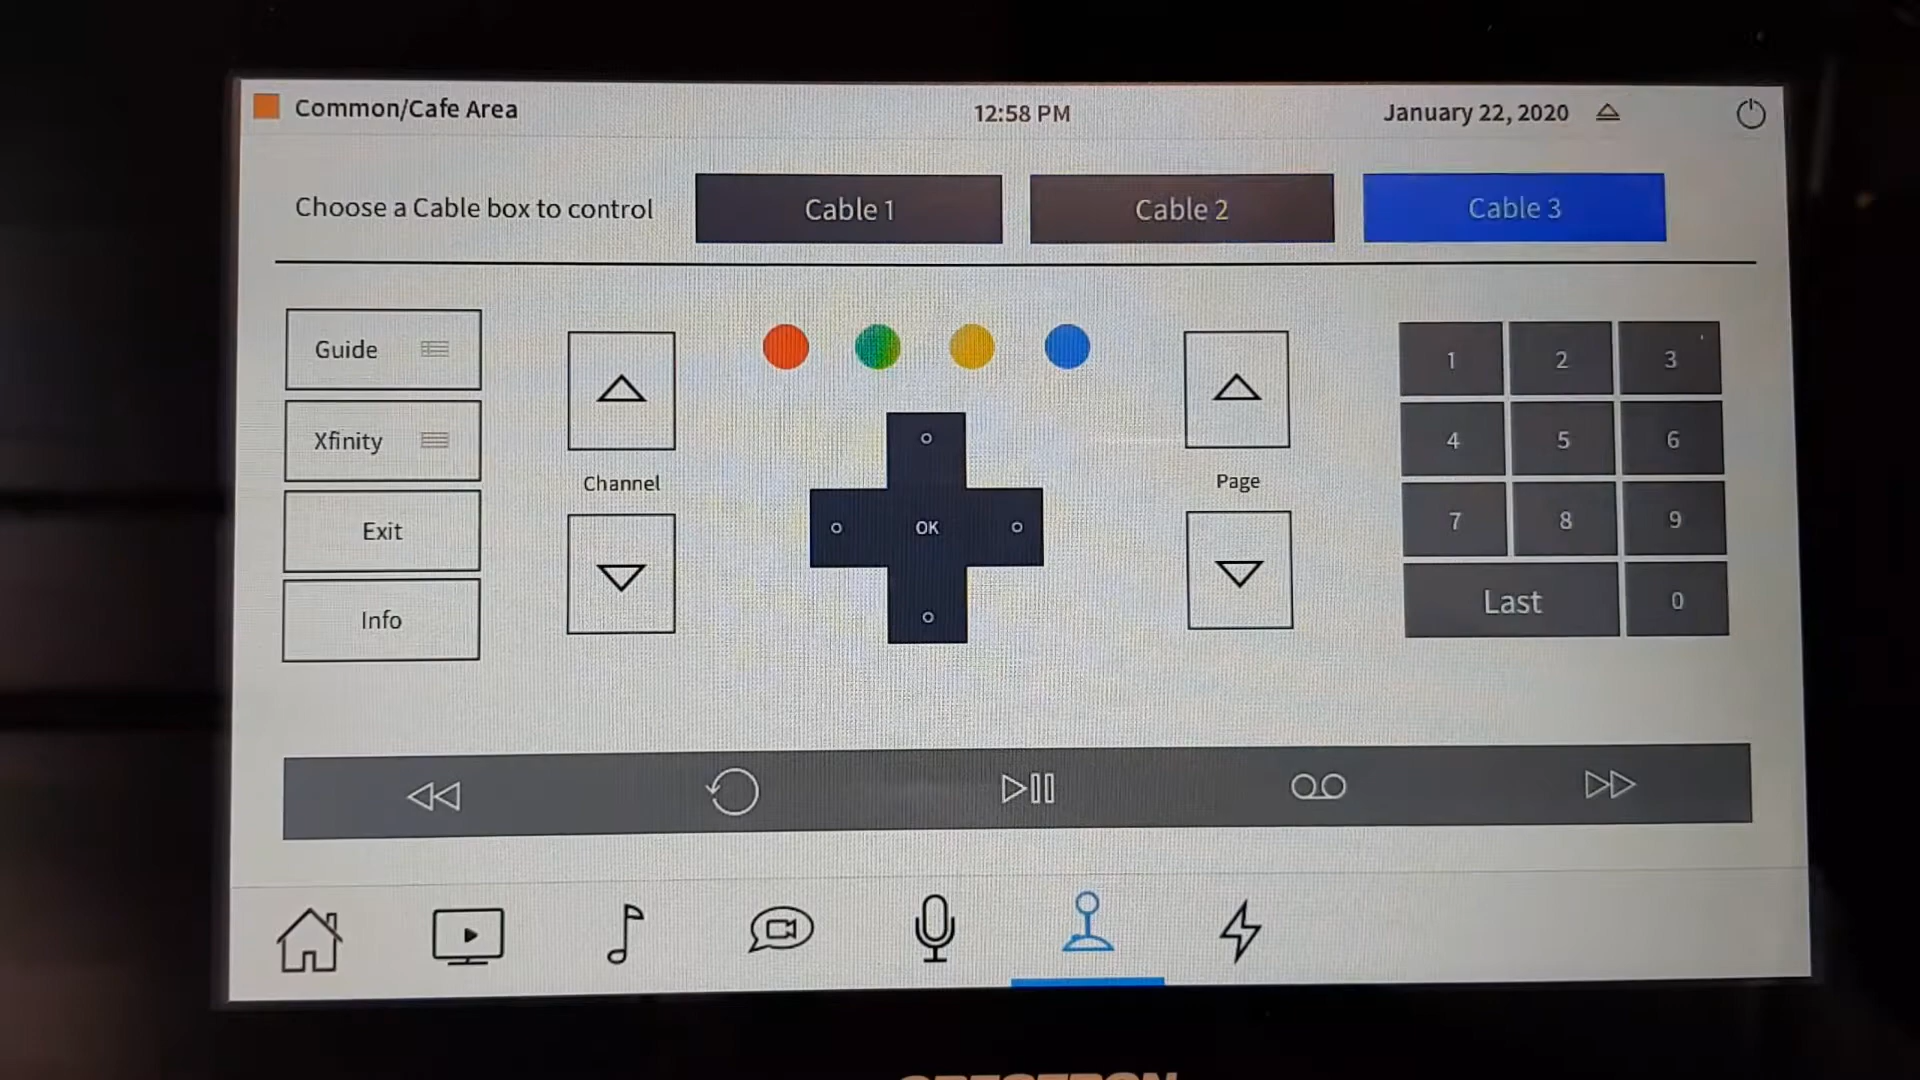 Common/Cafe Area
12:58 PM
January 22, 2020
Choose a Cable box to control
Cable 1
Cable 2
Cable 3
Guide
Xfinity
Exit
Info
Channel
OK
Page
1 2 3
4 5 6
7 8 9
Last 0